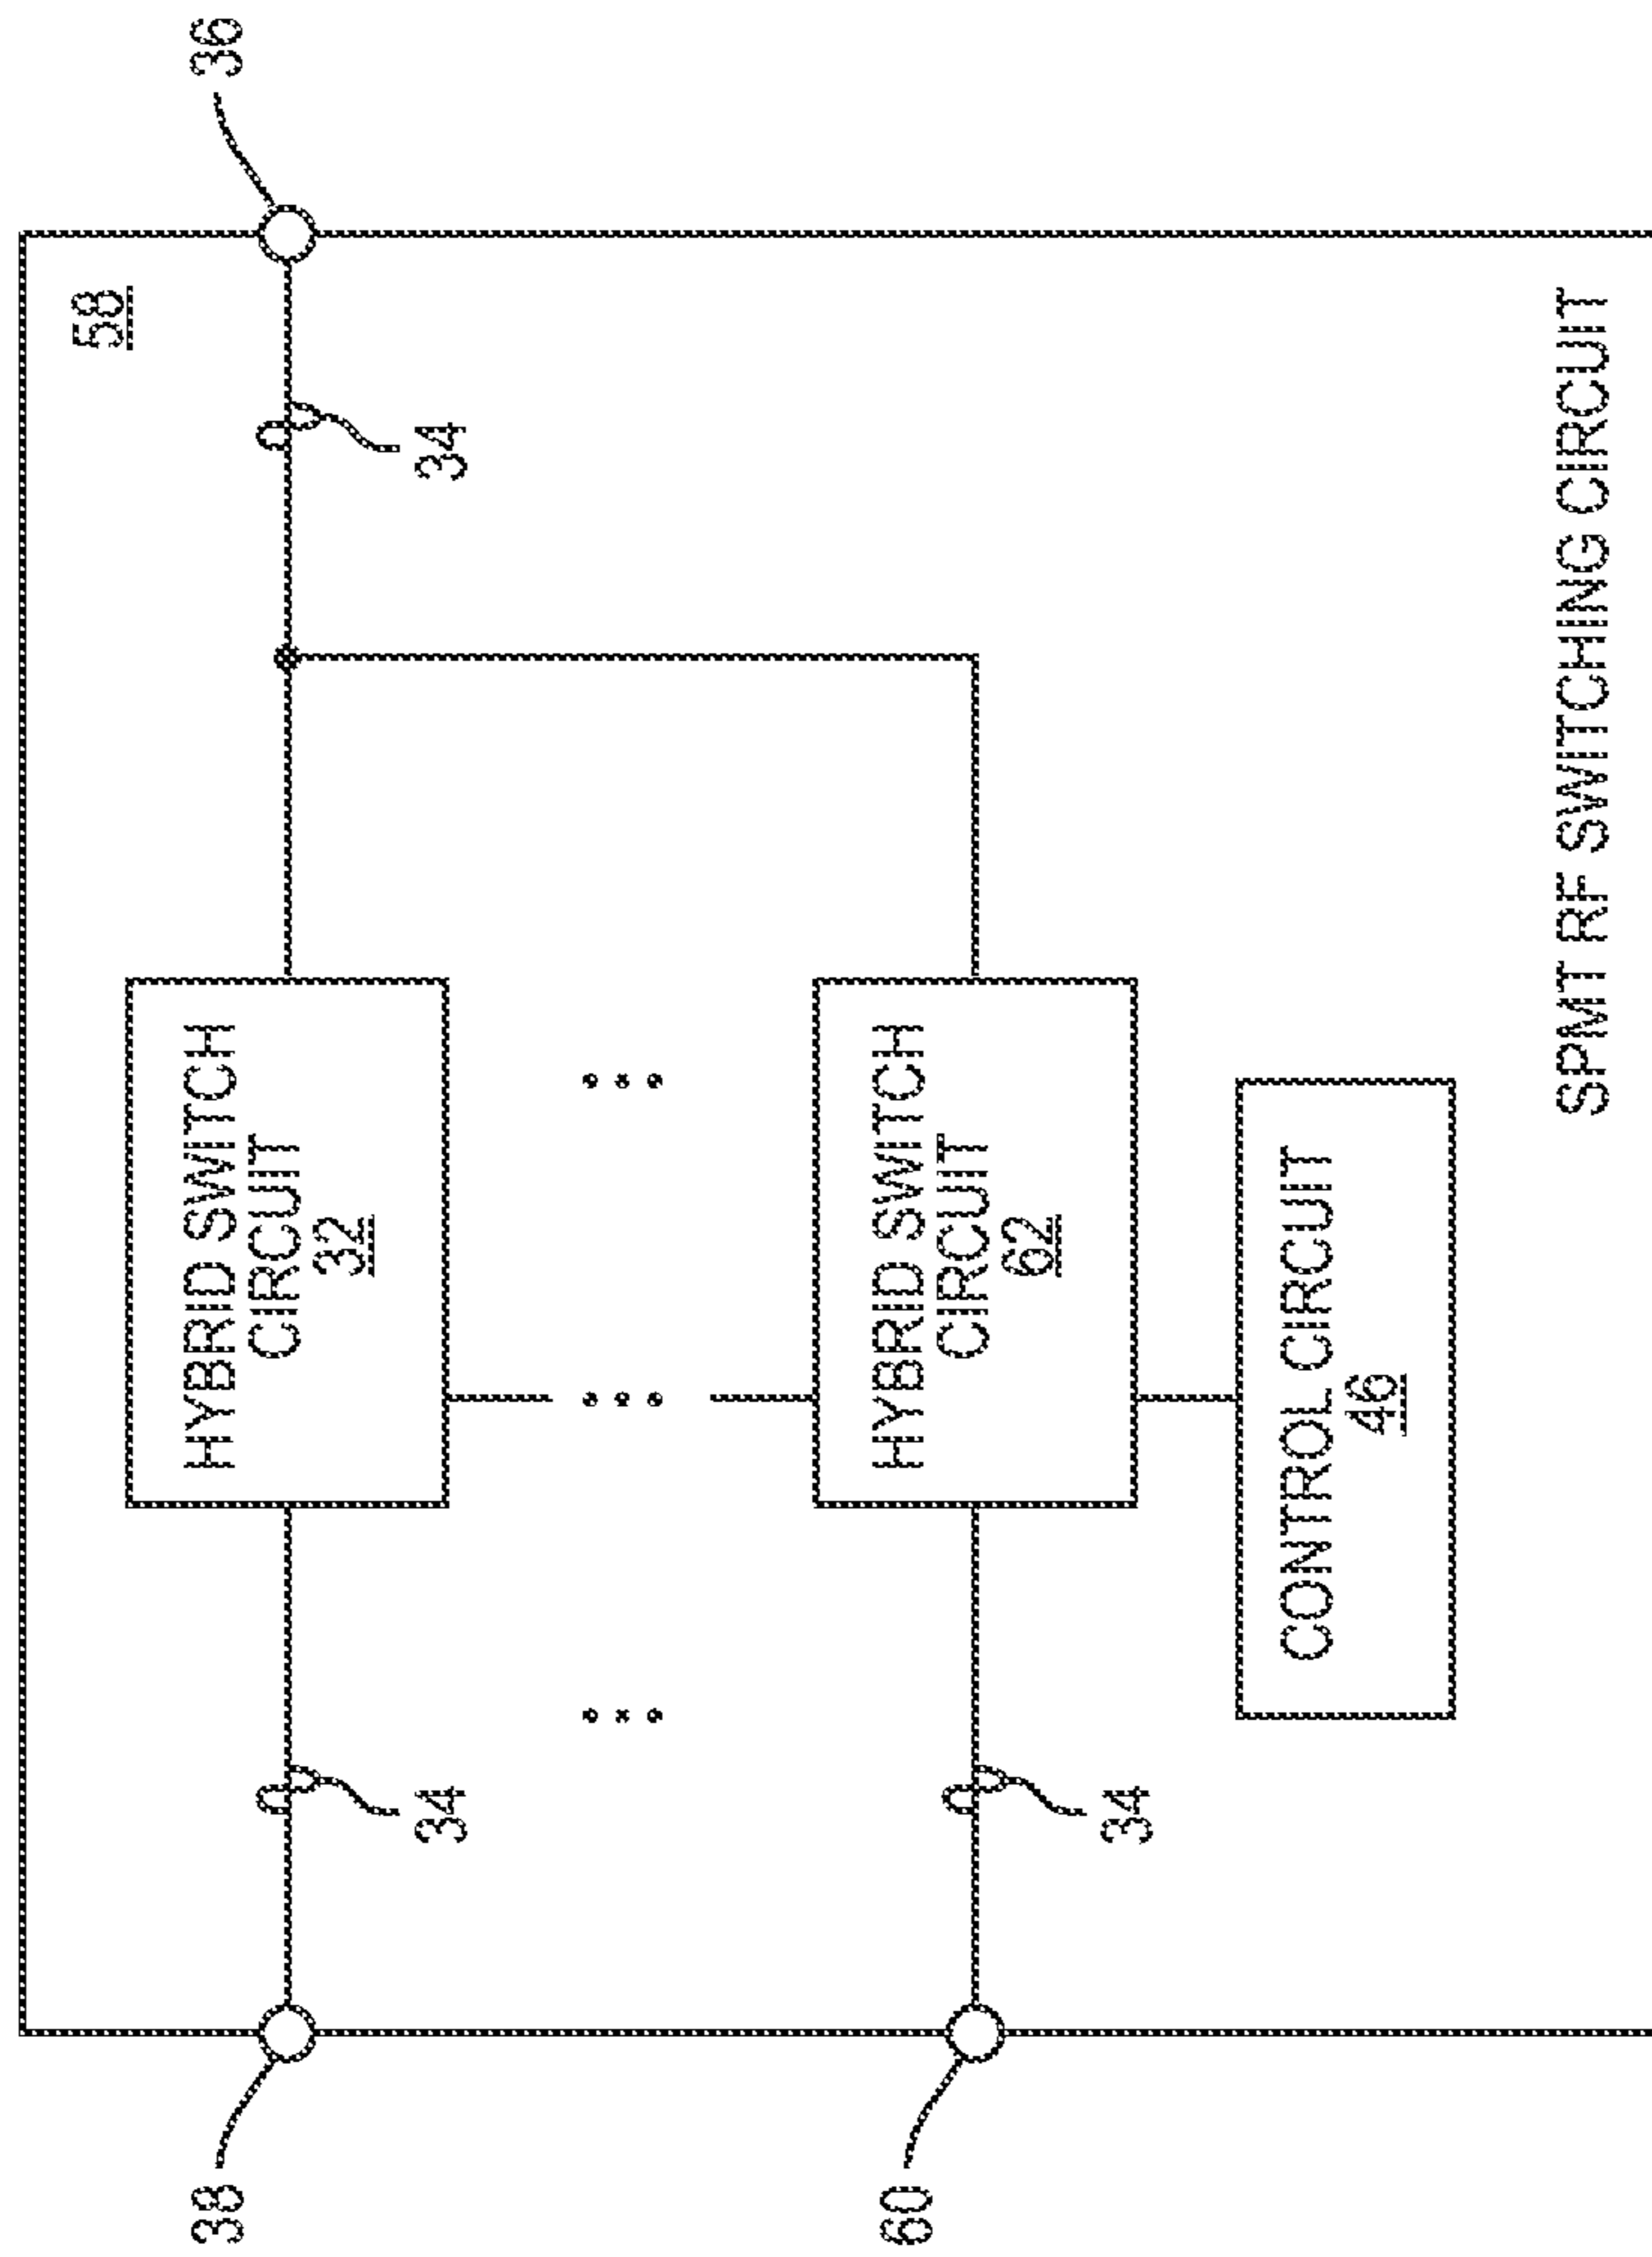 58
38
HYBRID SWITCH
CIRCUIT
32
36
34
34
60
HYBRID SWITCH
CIRCUIT
62
34
CONTROL CIRCUIT
46
SPMT RF SWITCHING CIRCUIT